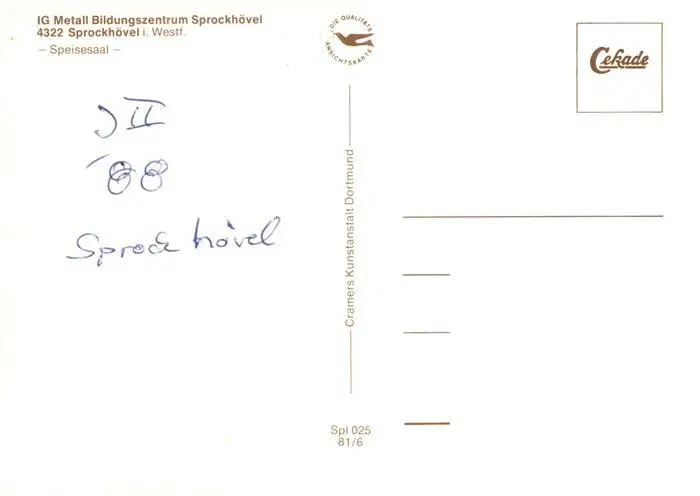 IG Metall Bildungszentrum Sprockhövel
4322 Sprockhövel i. Westf.
– Speisesaal –
DIE QUALITÄTS
ANSICHTSKARTE
Cekade
J II
'88
Sprockhövel
Cramers Kunstanstalt Dortmund
Spl 025
81/6